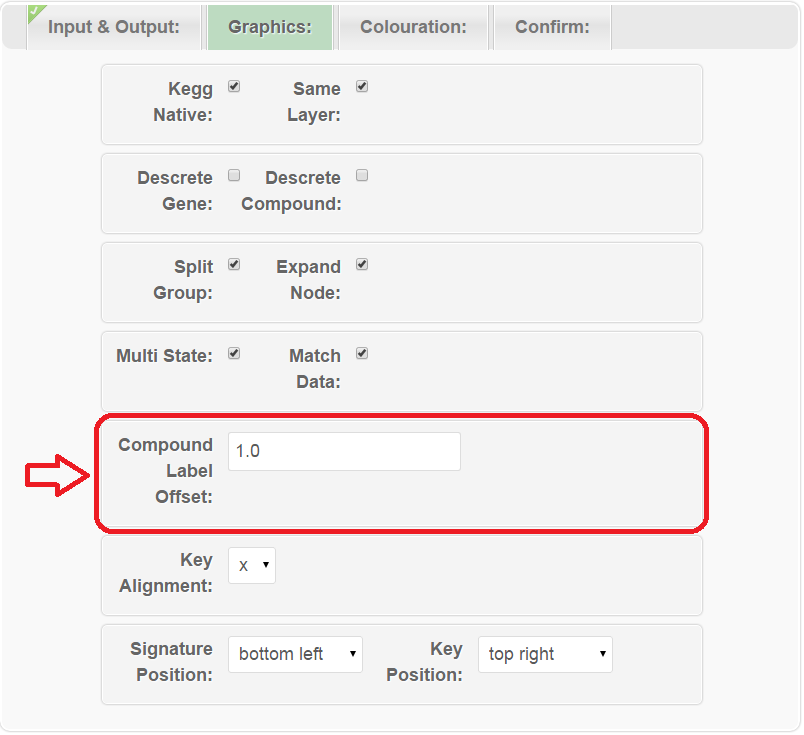 Input & Output: Graphics: Colouration: Confirm:
Kegg Same
Native: Layer:
Descrete Descrete
Gene: Compound:
Split Expand
Group: Node:
Multi State: Match
Data:
Compound
Label
Offset:
1.0
Key
Alignment:
x
Signature
Position:
bottom left
Key
Position:
top right